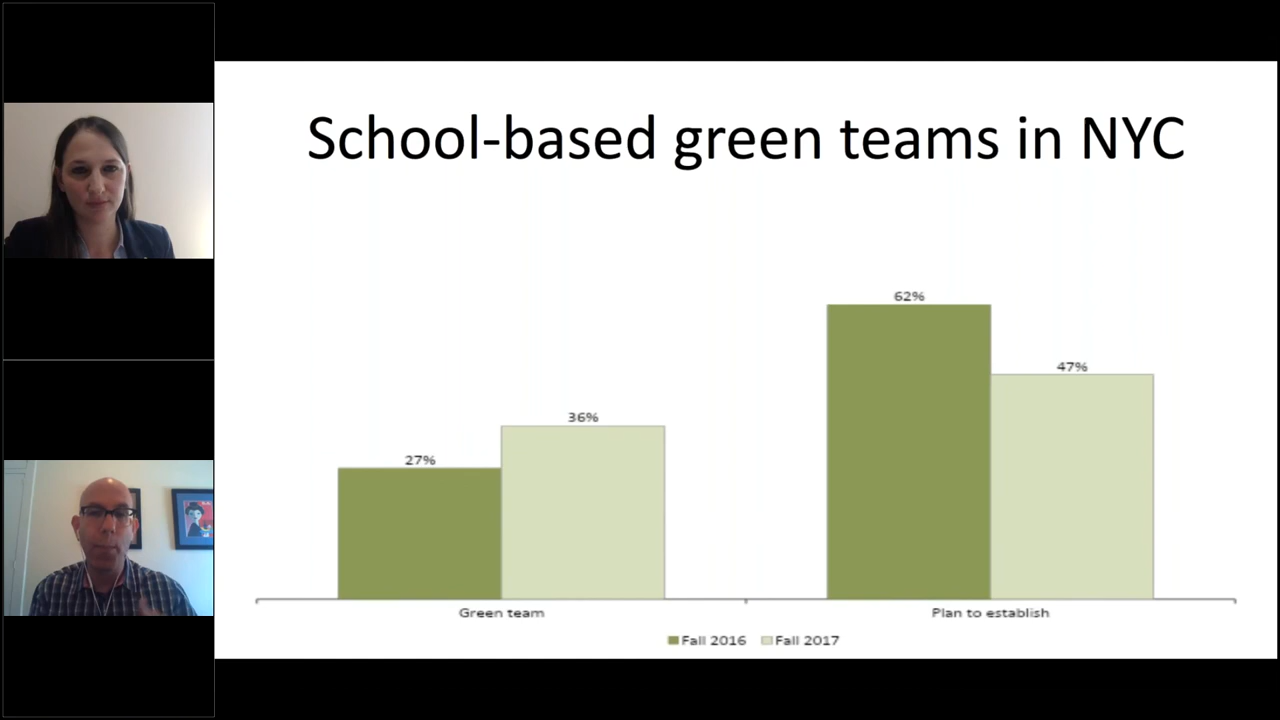 School-based green teams in NYC
62%
47%
36%
27%
Green team
Plan to establish
Fall 2016
Fall 2017